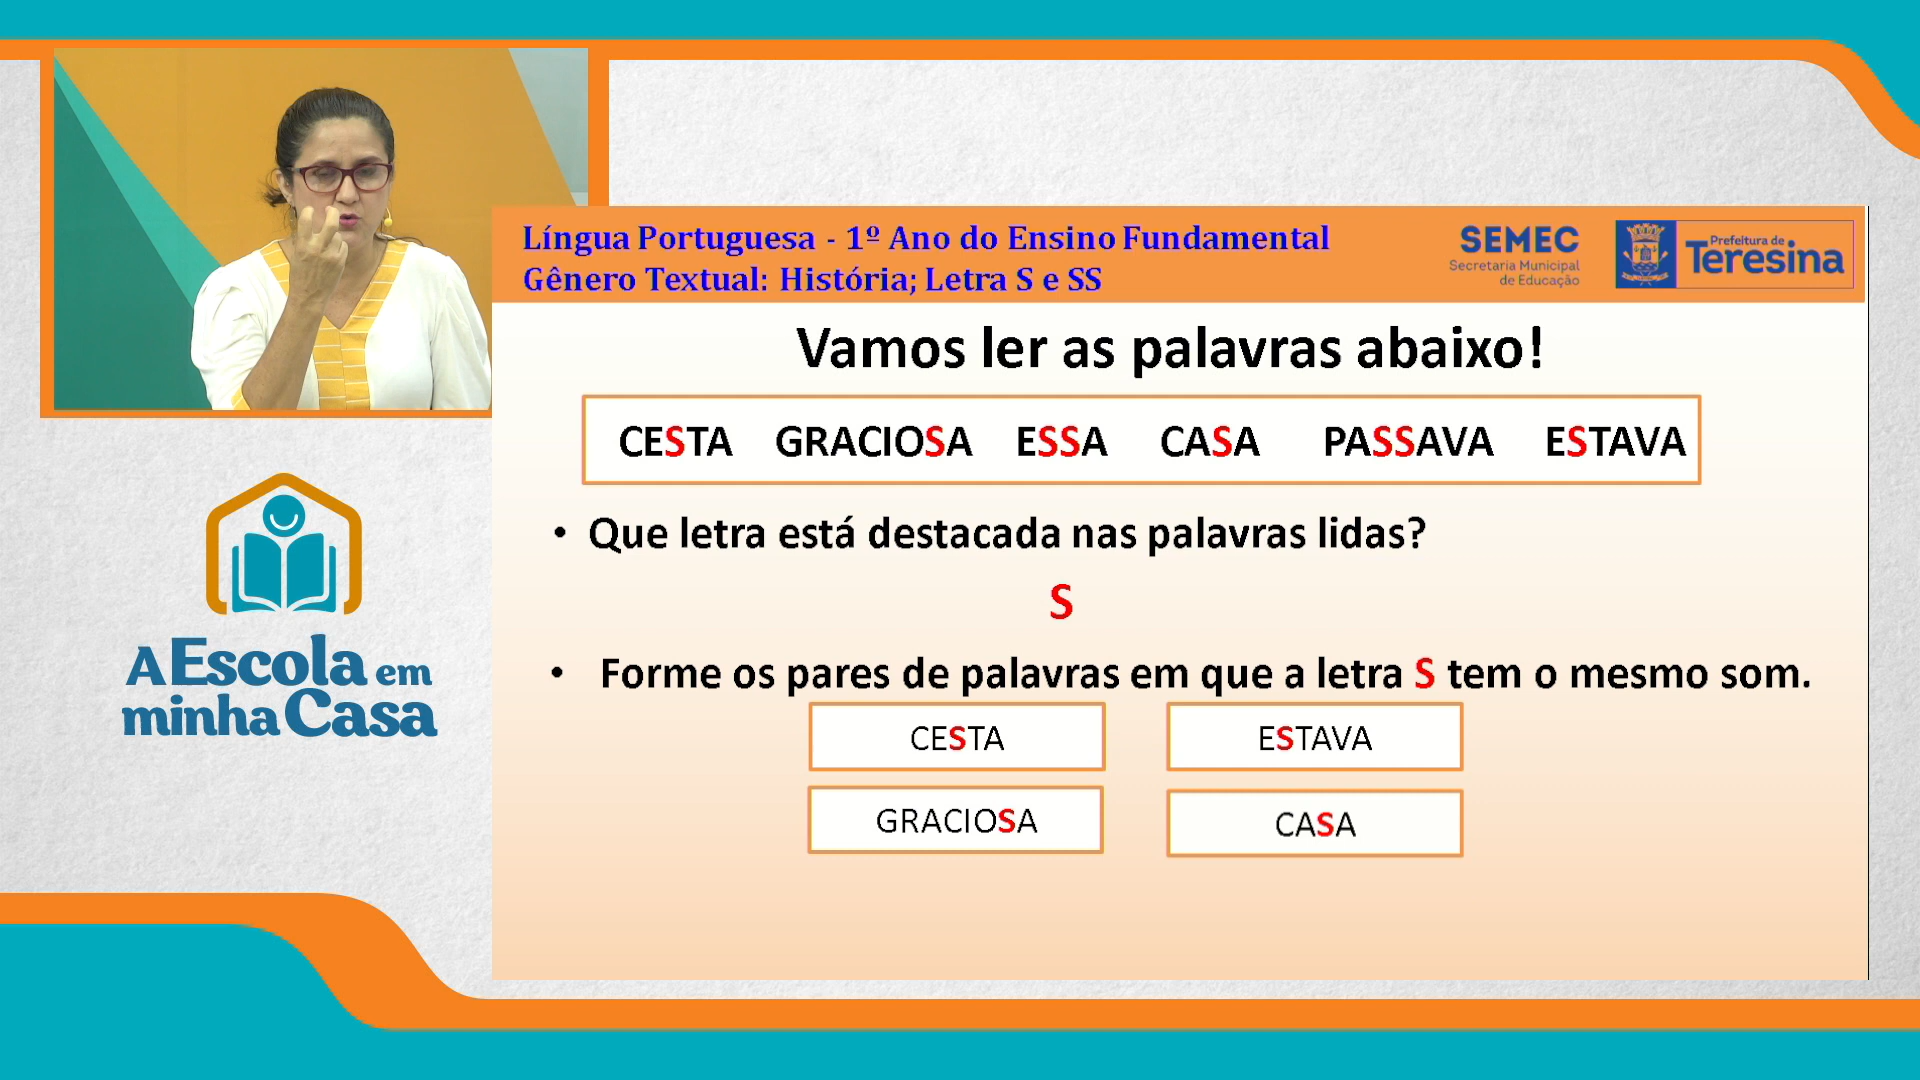 Língua Portuguesa - 1º Ano do Ensino Fundamental
Gênero Textual: História; Letra S e SS
SEMEC
Secretaria Municipal
de Educação
Prefeitura de
Teresina
Vamos ler as palavras abaixo!
CESTA GRACIOSA ESSA CASA PASSAVA ESTAVA
• Que letra está destacada nas palavras lidas?
S
• Forme os pares de palavras em que a letra S tem o mesmo som.
CESTA ESTAVA
GRACIOSA CASA
A Escola em
minha Casa